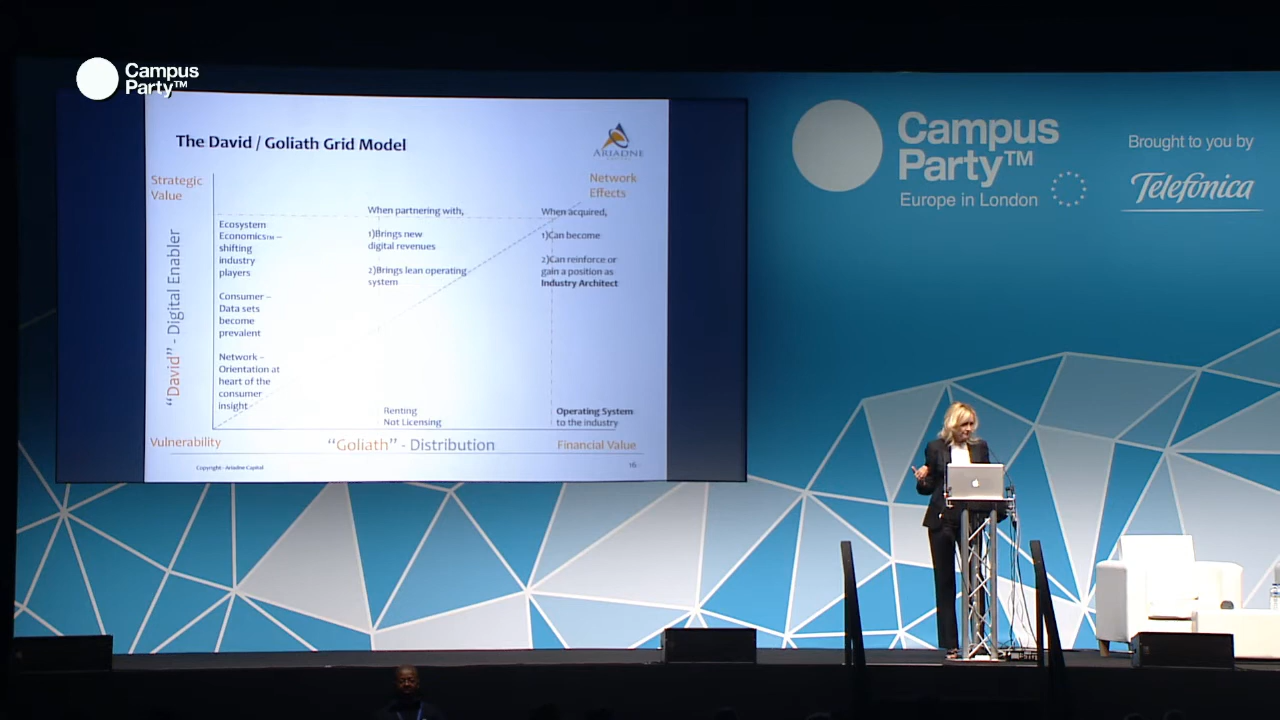 Campus
Party™
The David / Goliath Grid Model
ARIADNE
Strategic
Value
Network
Effects
When partnering with,
When acquired,
Ecosystem
Economics™ –
shifting
industry
players
1)Brings new
digital revenues
1)Can become
2)Brings lean operating
system
2)Can reinforce or
gain a position as
Industry Architect
"David" - Digital Enabler
Consumer –
Data sets
become
prevalent
Network –
Orientation at
heart of the
consumer
insight
Renting
Not Licensing
Operating System
to the industry
Vulnerability
"Goliath" - Distribution
Financial Value
Copyright - Ariadne Capital
16
Campus
Party™
Europe in London
Brought to you by
Telefónica